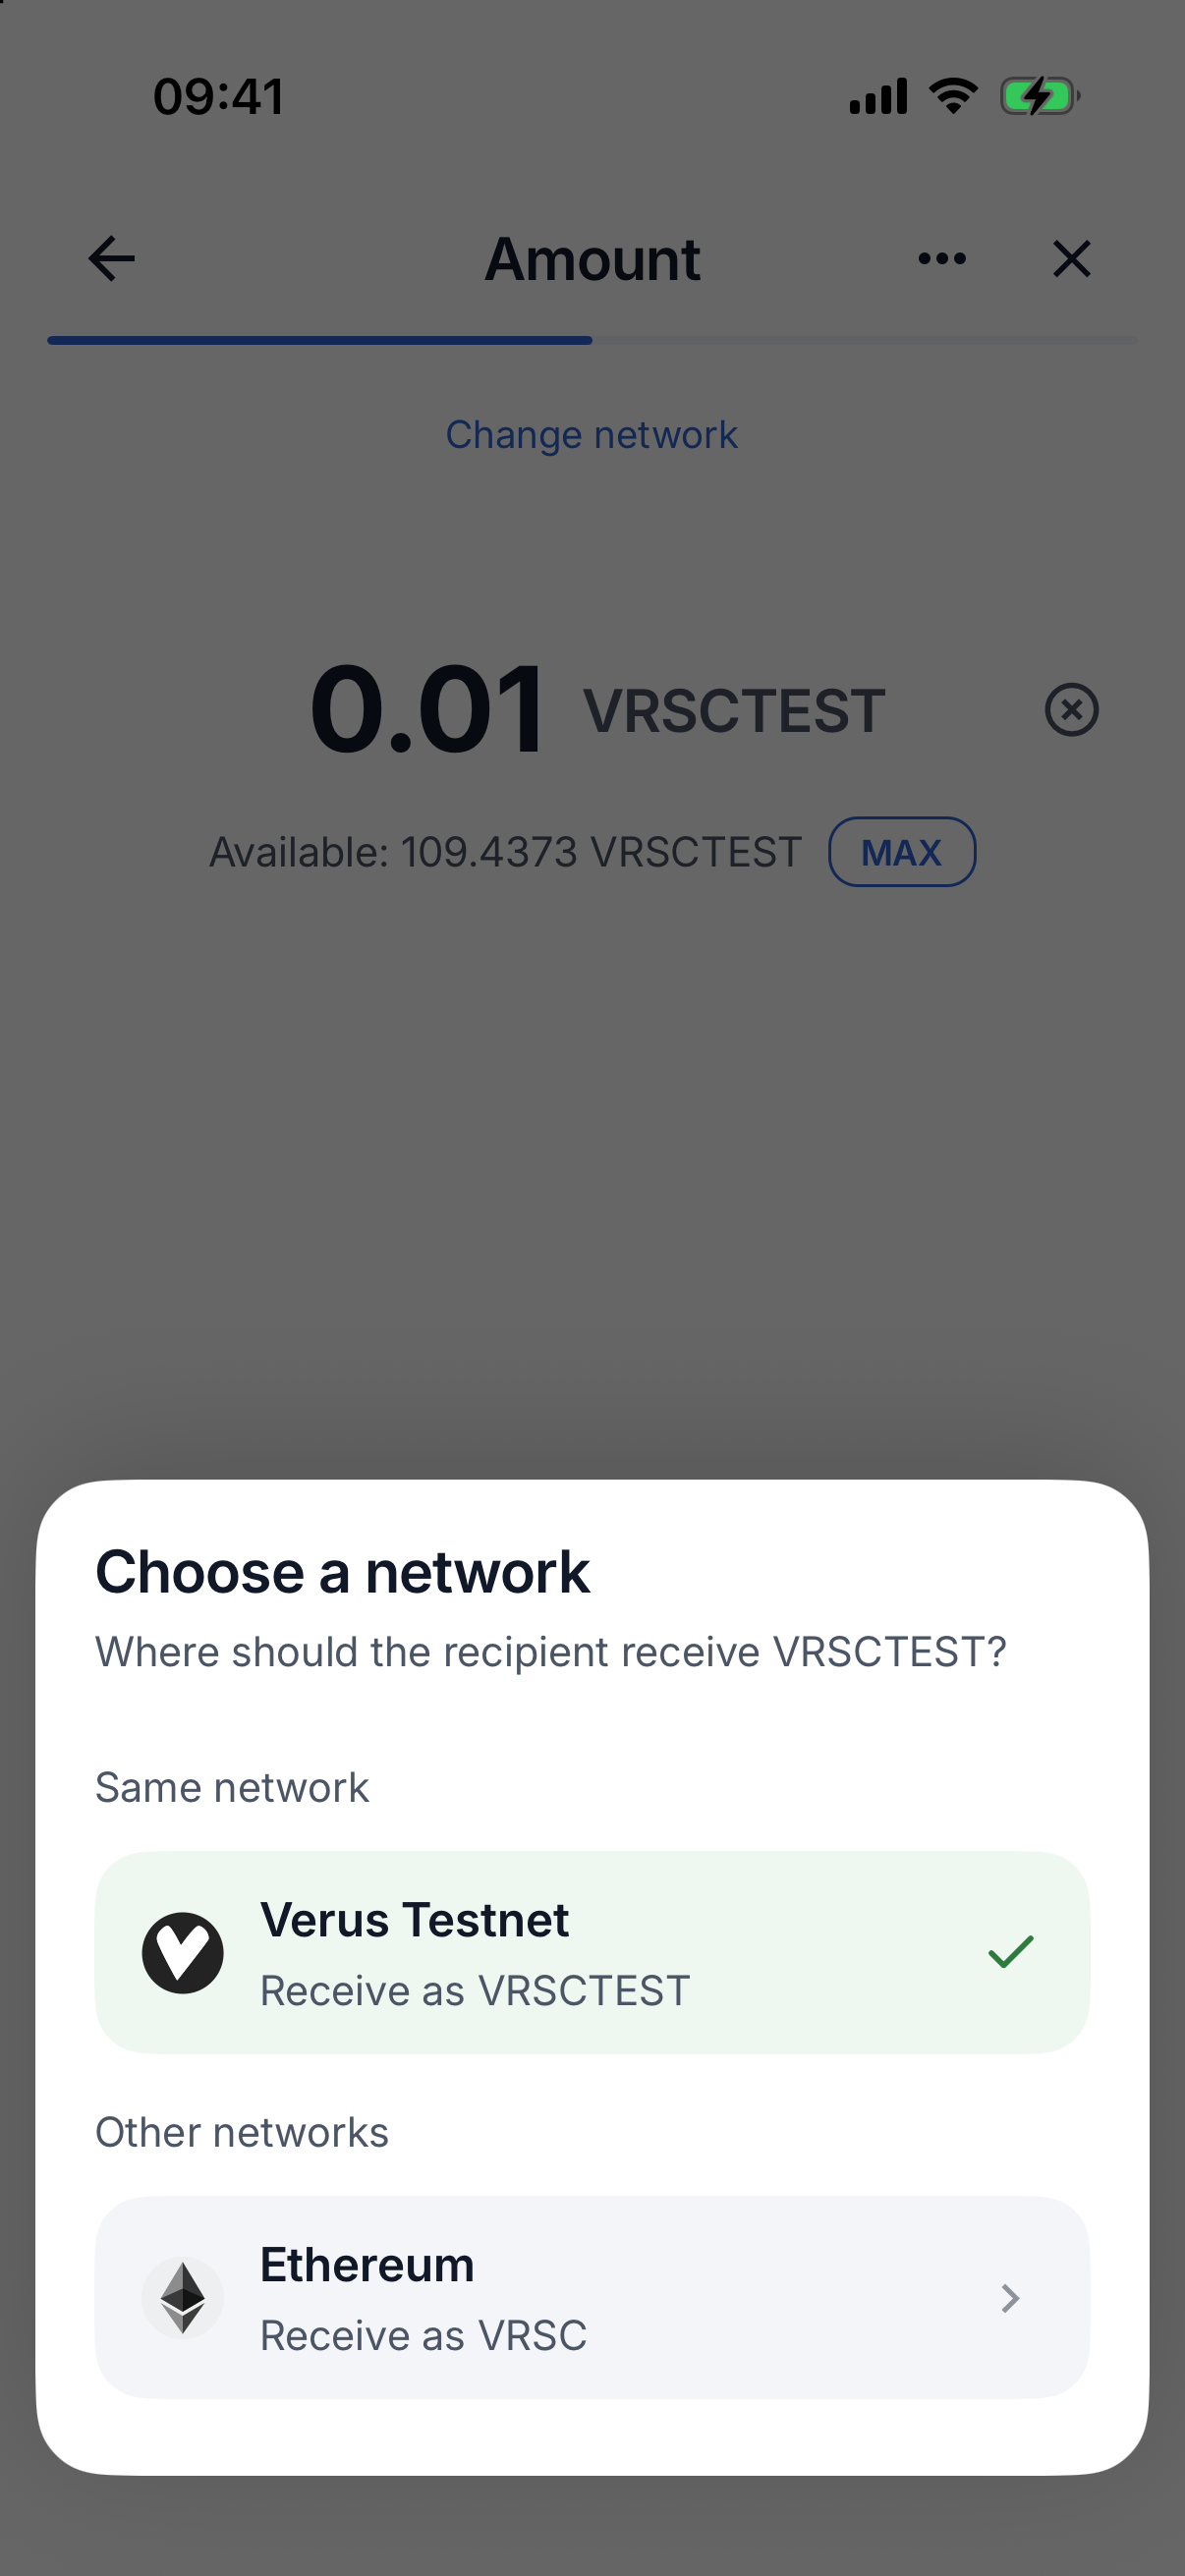 09:41
Amount
Change network
0.01 VRSCTEST
Available: 109.4373 VRSCTEST MAX
Choose a network
Where should the recipient receive VRSCTEST?
Same network
Verus Testnet
Receive as VRSCTEST
Other networks
Ethereum
Receive as VRSC